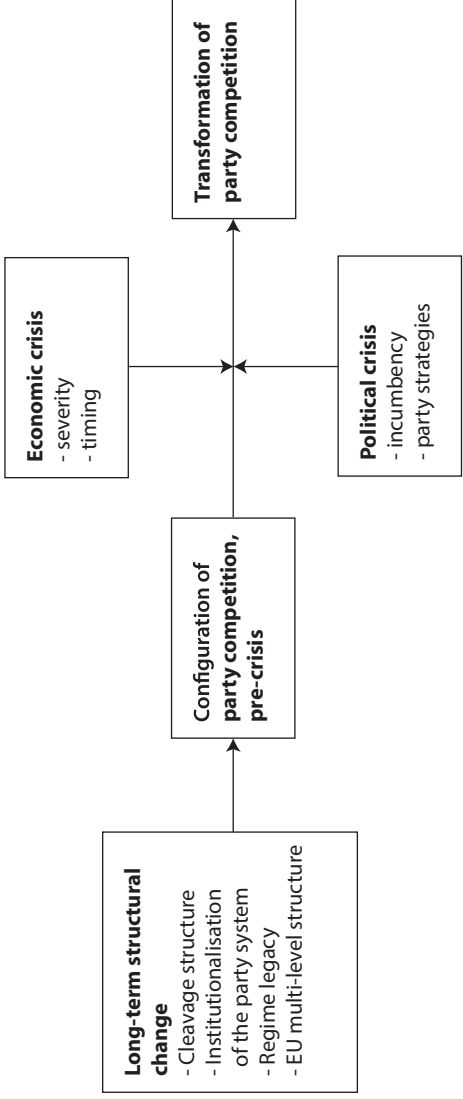 Long-term structural
change
- Cleavage structure
- Institutionalisation
of the party system
- Regime legacy
- EU multi-level structure
Configuration of
party competition,
pre-crisis
Economic crisis
- severity
- timing
Political crisis
- incumbency
- party strategies
Transformation of
party competition